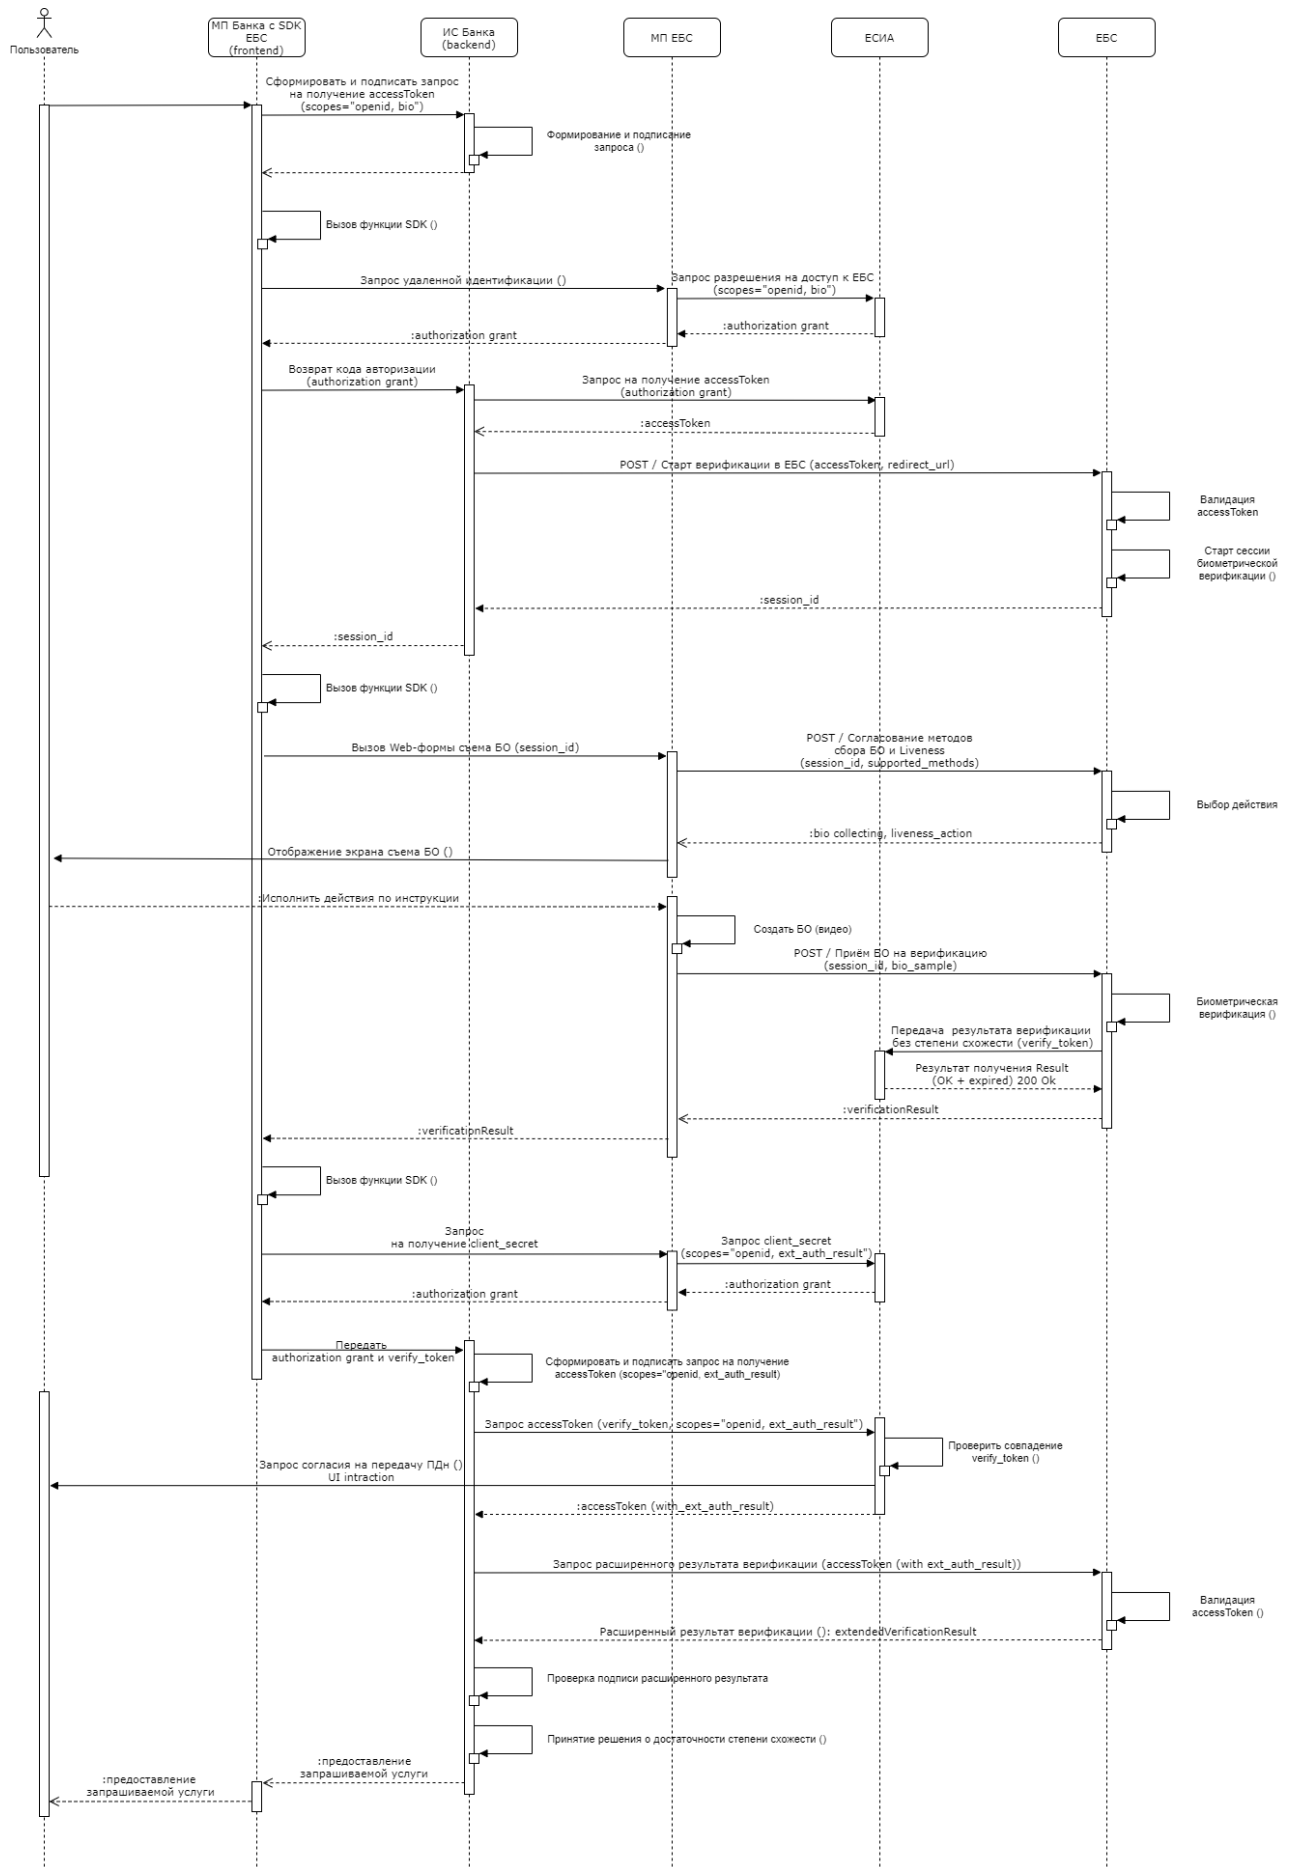 Пользователь
МП Банка с SDK
ЕБС
(frontend)
ИС Банка
(backend)
МП ЕБС
ЕСИА
ЕБС
Сформировать и подписать запрос
на получение accessToken
(scopes="openid, bio")
Формирование и подписание
запроса ()
Вызов функции SDK ()
Запрос удаленной идентификации ()
Запрос разрешения на доступ к ЕБС
(scopes="openid, bio")
:authorization grant
:authorization grant
Возврат кода авторизации
(authorization grant)
Запрос на получение accessToken
(authorization grant)
:accessToken
POST / Старт верификации в ЕБС (accessToken, redirect_url)
Валидация
accessToken
Старт сессии
биометрической
верификации ()
:session_id
:session_id
Вызов функции SDK ()
Вызов Web-формы съема БО (session_id)
POST / Согласование методов
сбора БО и Liveness
(session_id, supported_methods)
Выбор действия
:bio collecting, liveness_action
Отображение экрана съема БО ()
:Исполнить действия по инструкции
Создать БО (видео)
POST / Приём БО на верификацию
(session_id, bio_sample)
Биометрическая
верификация ()
Передача  результата верификации
без степени схожести (verify_token)
Результат получения Result
(OK + expired) 200 Ok
:verificationResult
:verificationResult
Вызов функции SDK ()
Запрос
на получение client_secret
Запрос client_secret
(scopes="openid, ext_auth_result")
:authorization grant
:authorization grant
Передать
authorization grant и verify_token
Сформировать и подписать запрос на получение
accessToken (scopes="openid, ext_auth_result)
Запрос accessToken (verify_token, scopes="openid, ext_auth_result")
Проверить совпадение
verify_token ()
Запрос согласия на передачу ПДн ()
UI intraction
:accessToken (with_ext_auth_result)
Запрос расширенного результата верификации (accessToken (with ext_auth_result))
Валидация
accessToken ()
Расширенный результат верификации (): extendedVerificationResult
Проверка подписи расширенного результата
Принятие решения о достаточности степени схожести ()
:предоставление
запрашиваемой услуги
:предоставление
запрашиваемой услуги